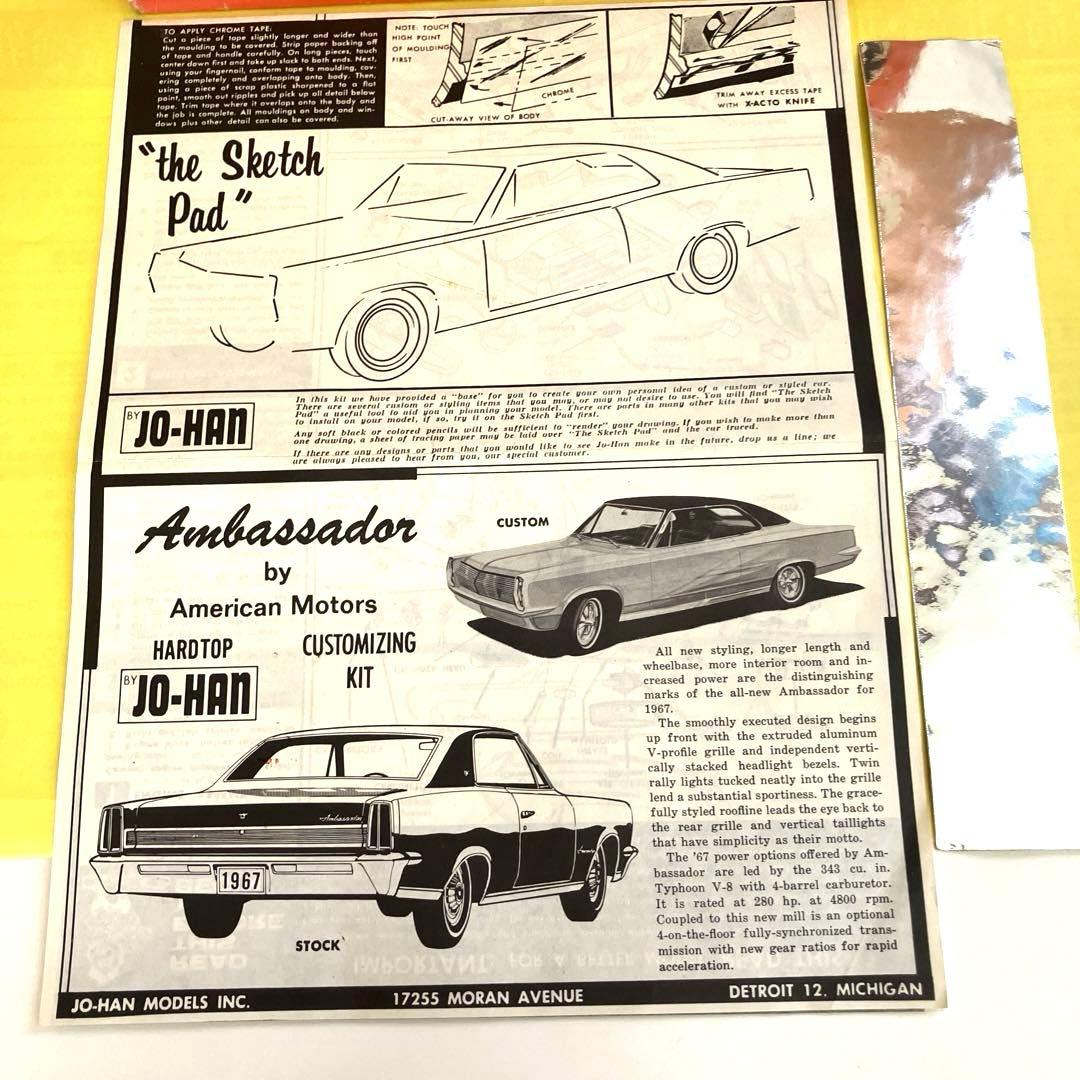 TO APPLY CHROME TAPE:
Cut a piece of tape slightly longer and wider than
the moulding to be covered. Strip paper backing off
of tape and handle carefully. On long pieces, touch
center down first and take up slack to both ends. Next,
using your fingernail, conform tape to moulding, cov-
ering completely and overlapping onto body. Then,
using a piece of scrap plastic sharpened to a flat
point, smooth out ripples and pick up all detail below
tape. Trim tape where it overlaps onto the body and
the job is complete. All mouldings on body and win-
dows plus other detail can also be covered.
NOTE: TOUCH
HIGH POINT
OF MOULDING
FIRST
CHROME
CUT-AWAY VIEW OF BODY
TRIM AWAY EXCESS TAPE
WITH X-ACTO KNIFE
"the Sketch
Pad"
BY JO-HAN
In this kit we have provided a "base" for you to create your own personal idea of a custom or styled car.
There are several custom or styling items that you may, or may not desire to use. You will find "The Sketch
Pad" a useful tool to aid you in planning your model. There are parts in many other kits that you may wish
to install on your model, if so, try it on the Sketch Pad first.
Any soft black or colored pencils will be sufficient to "render" your drawing. If you wish to make more than
one drawing, a sheet of tracing paper may be laid over "The Sketch Pad" and the car traced.
If there are any designs or parts that you would like to see Jo-Han make in the future, drop us a line; we
are always pleased to hear from you, our special customer.
Ambassador
by
American Motors
HARDTOP CUSTOMIZING
KIT
BY JO-HAN
CUSTOM
All new styling, longer length and
wheelbase, more interior room and in-
creased power are the distinguishing
marks of the all-new Ambassador for
1967.
The smoothly executed design begins
up front with the extruded aluminum
V-profile grille and independent verti-
cally stacked headlight bezels. Twin
rally lights tucked neatly into the grille
lend a substantial sportiness. The grace-
fully styled roofline leads the eye back to
the rear grille and vertical taillights
that have simplicity as their motto.
The '67 power options offered by Am-
bassador are led by the 343 cu. in.
Typhoon V-8 with 4-barrel carburetor.
It is rated at 280 hp. at 4800 rpm.
Coupled to this new mill is an optional
4-on-the-floor fully-synchronized trans-
mission with new gear ratios for rapid
acceleration.
Ambassador
1967
STOCK
JO-HAN MODELS INC. 17255 MORAN AVENUE DETROIT 12, MICHIGAN